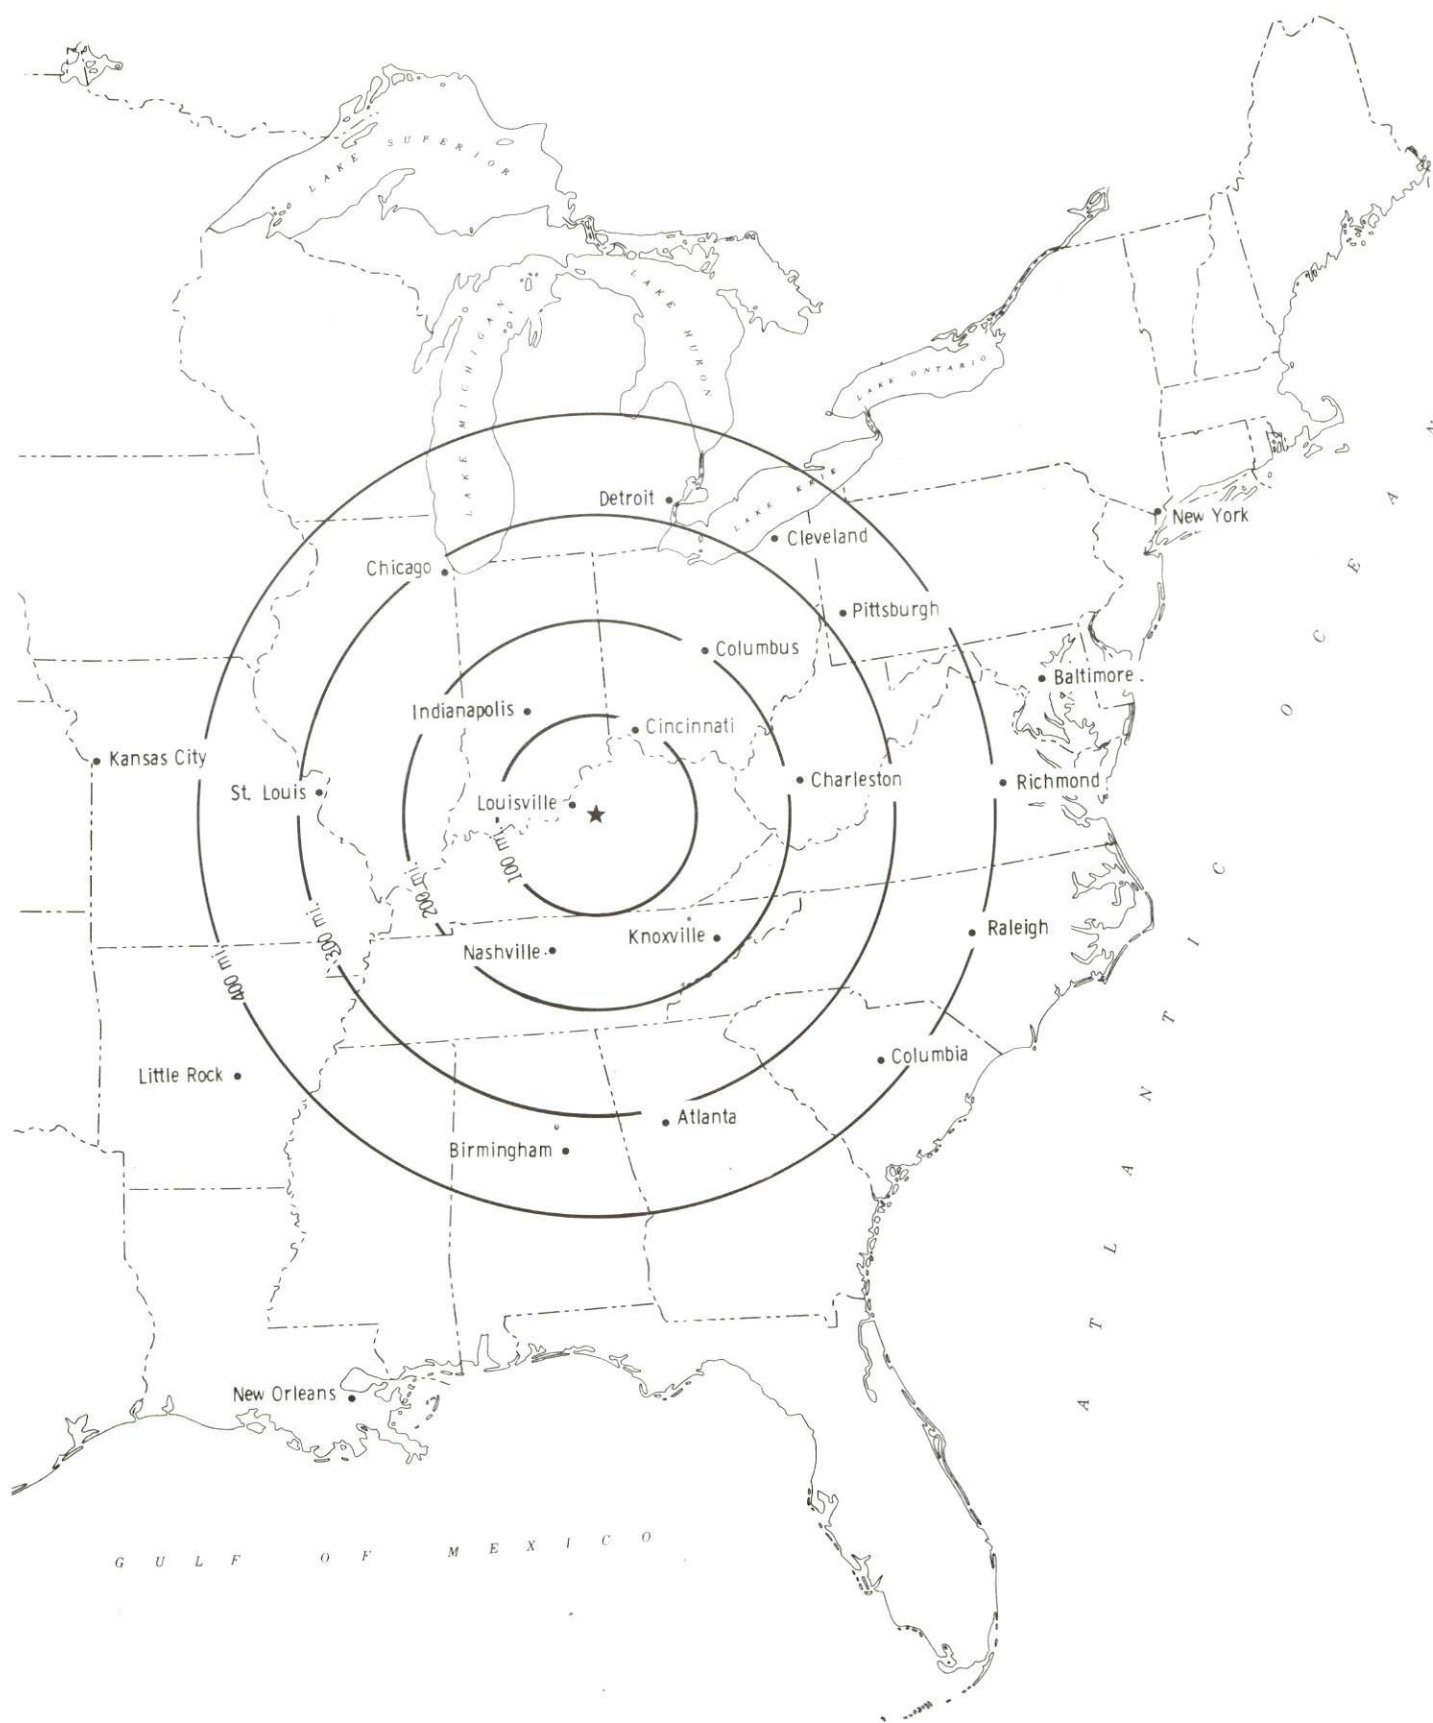 LAKE SUPERIOR
LAKE HURON
LAKE MICHIGAN
LAKE ONTARIO
LAKE ERIE
Detroit
New York
Cleveland
Chicago
Pittsburgh
Columbus
Baltimore
Indianapolis
Cincinnati
Kansas City
Charleston
Richmond
St. Louis
Louisville
100 mi.
200 mi.
300 mi.
400 mi.
Raleigh
Knoxville
Nashville
Columbia
Little Rock
Atlanta
Birmingham
New Orleans
ATLANTIC OCEAN
GULF OF MEXICO